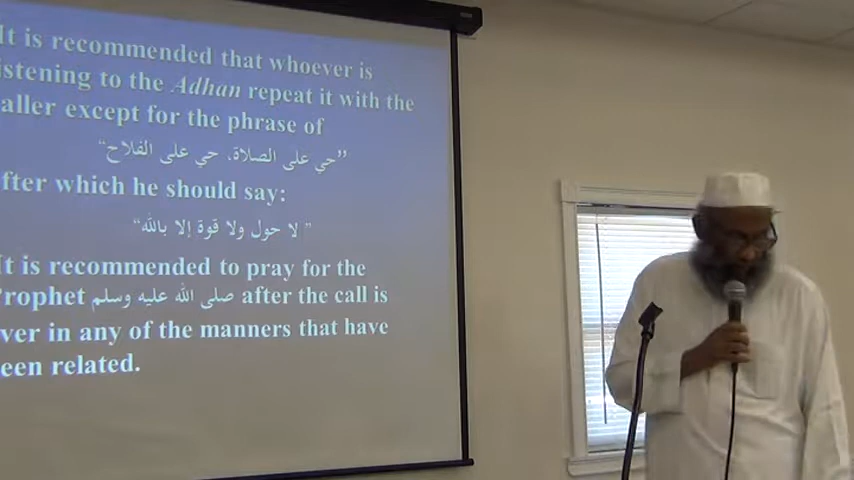 It is recommended that whoever is
istening to the Adhan repeat it with the
aller except for the phrase of
”حي على الصلاة، حي على الفلاح“
fter which he should say:
” لا حول ولا قوة إلا بالله“
It is recommended to pray for the
Prophet صلى الله عليه وسلم after the call is
ver in any of the manners that have
een related.